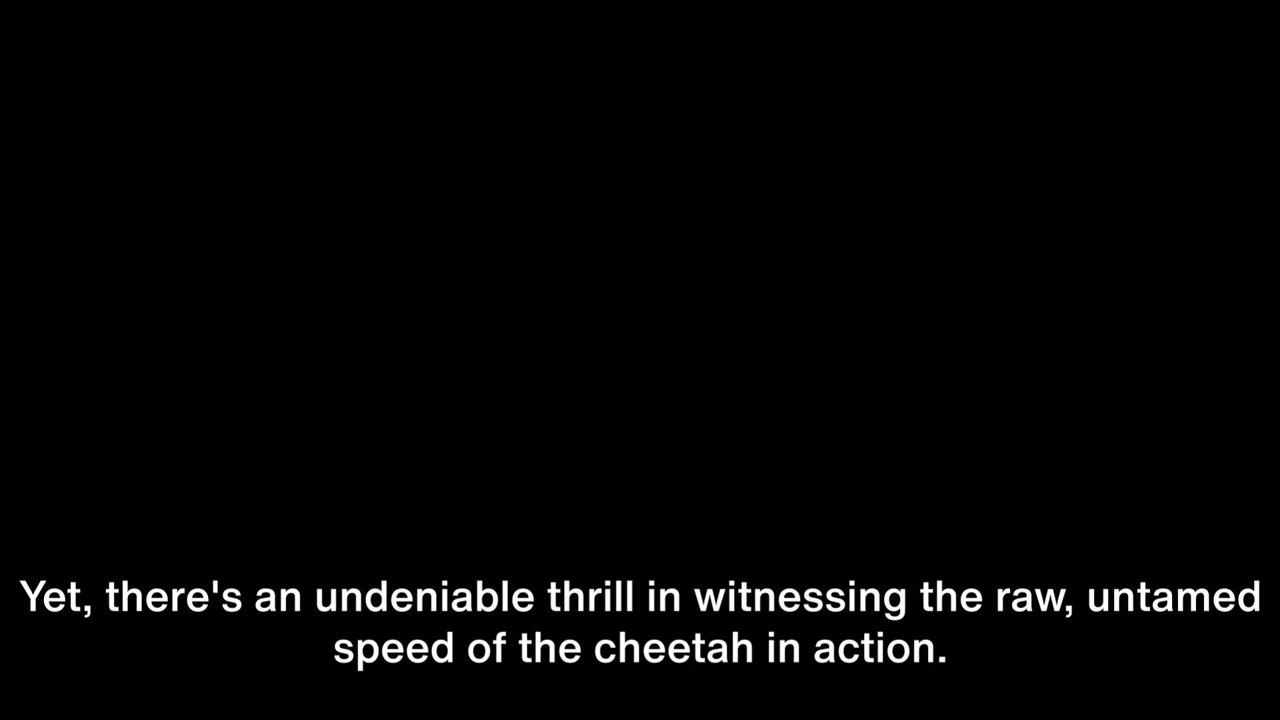 Yet, there's an undeniable thrill in witnessing the raw, untamed
speed of the cheetah in action.